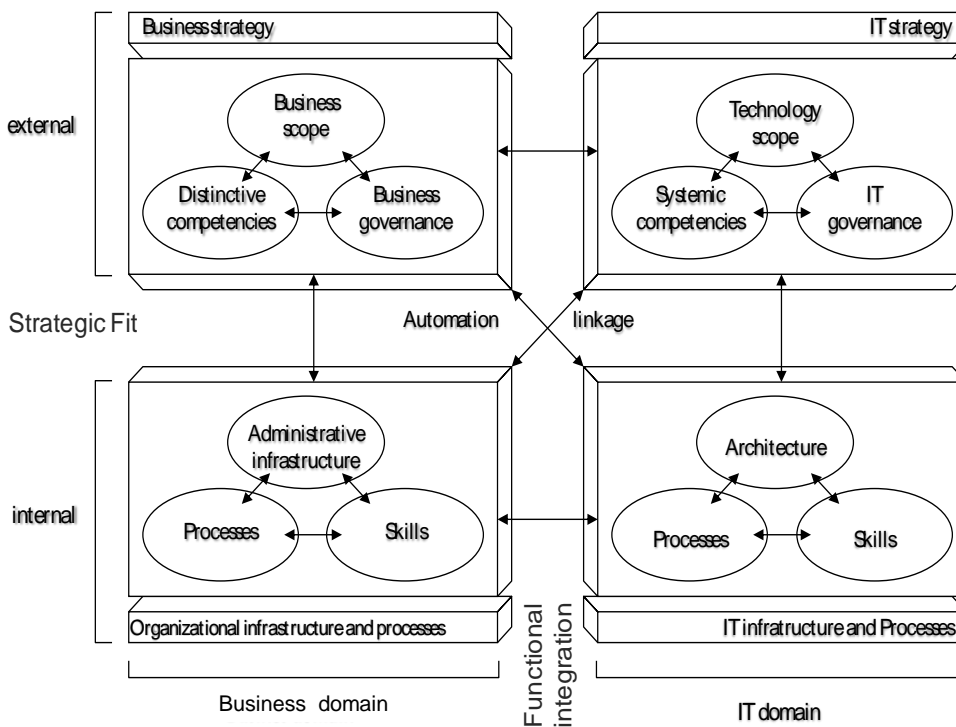 Business strategy
IT strategy
external
Business
scope
Distinctive
competencies
Business
governance
Technology
scope
Systemic
competencies
IT
governance
Strategic Fit
Automation
linkage
internal
Administrative
infrastructure
Processes
Skills
Architecture
Processes
Skills
Organizational infrastructure and processes
IT infratructure and Processes
Functional
integration
Business domain
IT domain